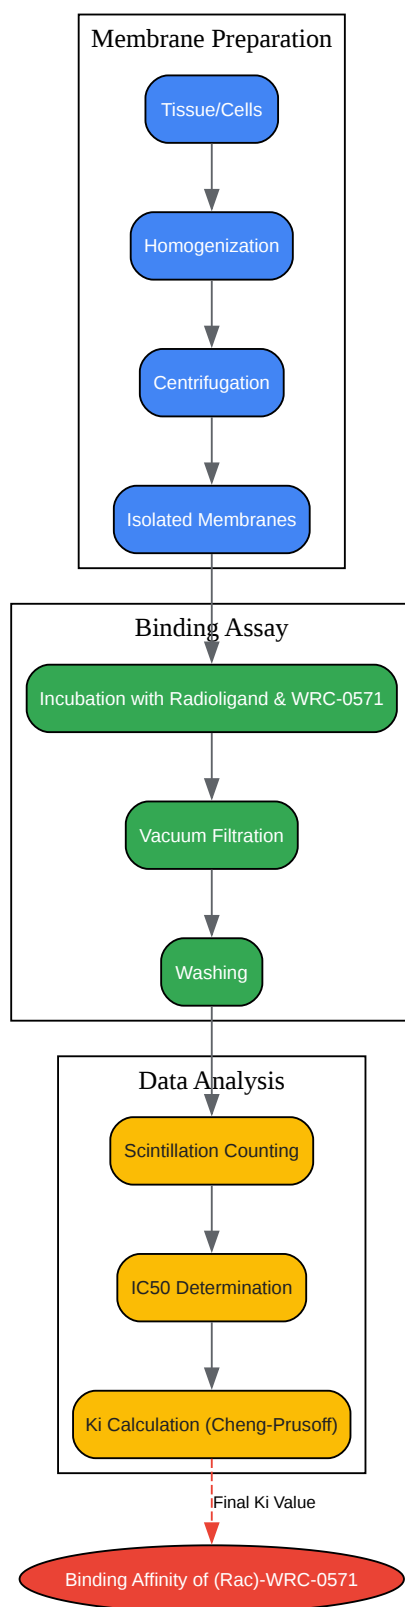 Membrane Preparation
Tissue/Cells
Homogenization
Centrifugation
Isolated Membranes
Binding Assay
Incubation with Radioligand & WRC-0571
Vacuum Filtration
Washing
Data Analysis
Scintillation Counting
IC50 Determination
Ki Calculation (Cheng-Prusoff)
Final Ki Value
Binding Affinity of (Rac)-WRC-0571